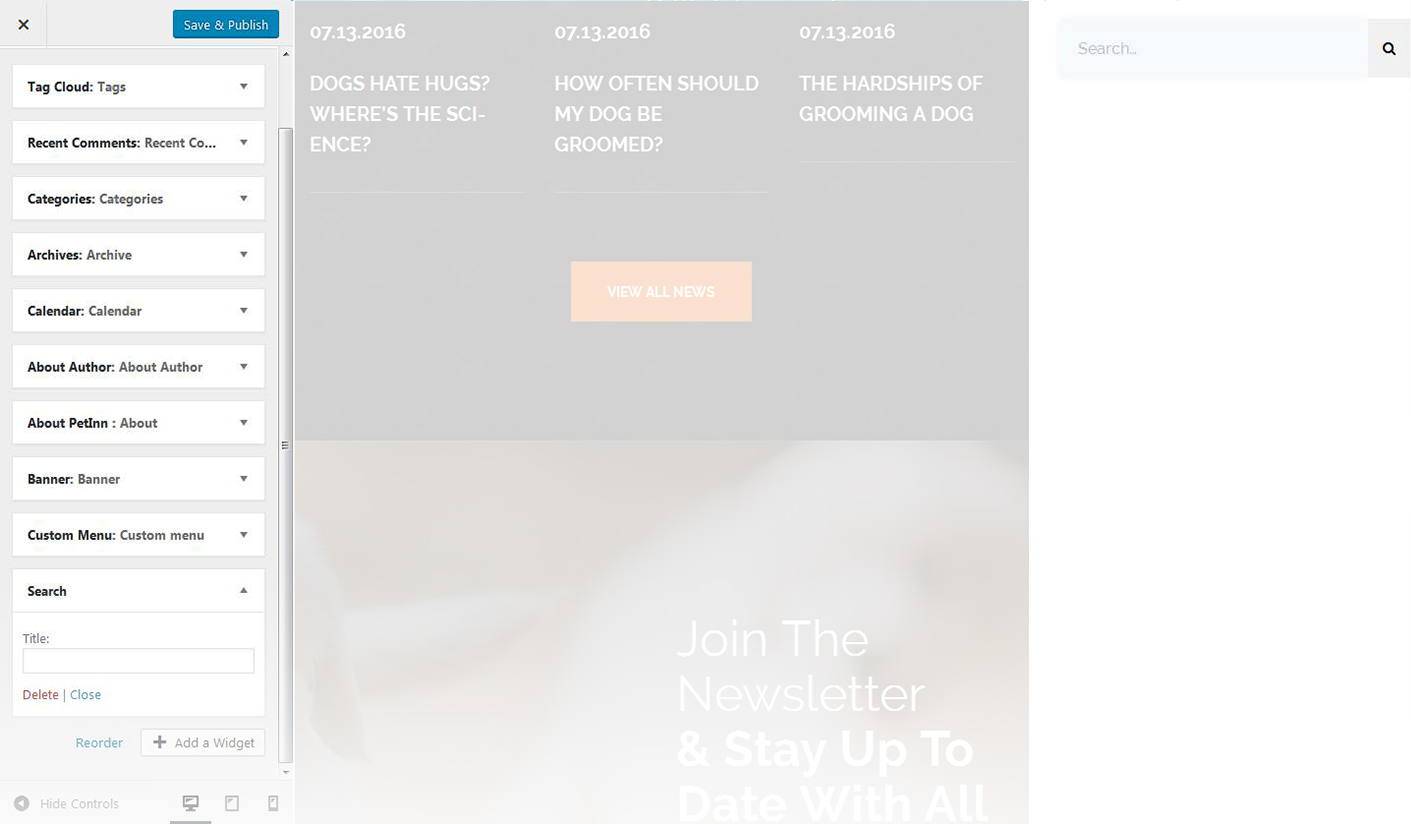 Save & Publish
Tag Cloud: Tags
Recent Comments: Recent Co...
Categories: Categories
Archives: Archive
Calendar: Calendar
About Author: About Author
About PetInn : About
Banner: Banner
Custom Menu: Custom menu
Search
Title:
Delete | Close
Reorder
Add a Widget
Hide Controls
07.13.2016
DOGS HATE HUGS?
WHERE'S THE SCI-
ENCE?
07.13.2016
HOW OFTEN SHOULD
MY DOG BE
GROOMED?
07.13.2016
THE HARDSHIPS OF
GROOMING A DOG
VIEW ALL NEWS
Join The
Newsletter
& Stay Up To
Date With All
Search...